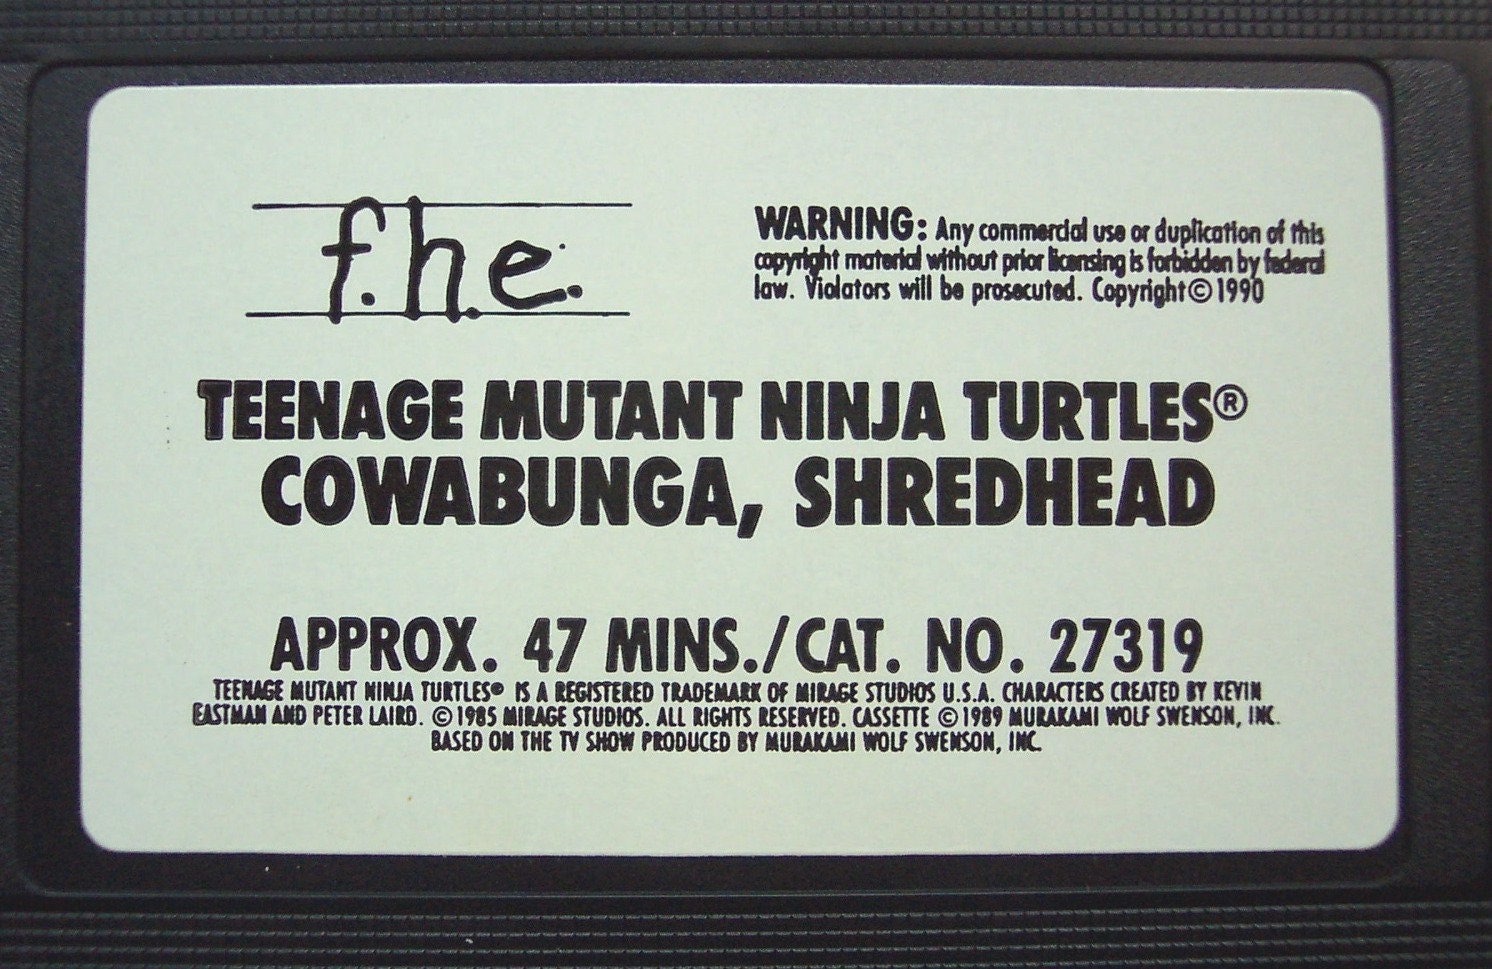 f.h.e.
WARNING: Any commercial use or duplication of this
copyright material without prior licensing is forbidden by federal
law. Violators will be prosecuted. Copyright © 1990
TEENAGE MUTANT NINJA TURTLES®
COWABUNGA, SHREDHEAD
APPROX. 47 MINS./CAT. NO. 27319
TEENAGE MUTANT NINJA TURTLES® IS A REGISTERED TRADEMARK OF MIRAGE STUDIOS U.S.A. CHARACTERS CREATED BY KEVIN
EASTMAN AND PETER LAIRD. © 1985 MIRAGE STUDIOS. ALL RIGHTS RESERVED. CASSETTE © 1989 MURAKAMI WOLF SWENSON, INC.
BASED ON THE TV SHOW PRODUCED BY MURAKAMI WOLF SWENSON, INC.